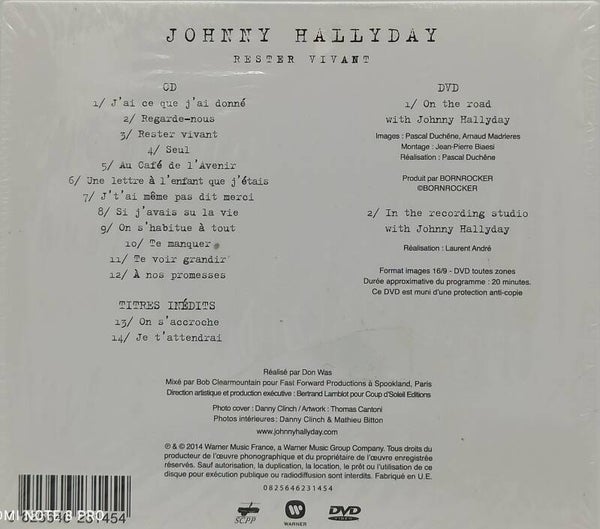 JOHNNY HALLYDAY
RESTER VIVANT
CD
1/ J'ai ce que j'ai donné
2/ Regarde-nous
3/ Rester vivant
4/ Seul
5/ Au Café de l'Avenir
6/ Une lettre à l'enfant que j'étais
7/ J't'ai même pas dit merci
8/ Si j'avais su la vie
9/ On s'habitue à tout
10/ Te manquer
11/ Te voir grandir
12/ À nos promesses
TITRES INÉDITS
13/ On s'accroche
14/ Je t'attendrai
DVD
1/ On the road
with Johnny Hallyday
Images : Pascal Duchêne, Arnaud Madrieres
Montage : Jean-Pierre Biaesi
Réalisation : Pascal Duchêne
Produit par BORNROCKER
©BORNROCKER
2/ In the recording studio
with Johnny Hallyday
Réalisation : Laurent André
Format images 16/9 - DVD toutes zones
Durée approximative du programme : 20 minutes.
Ce DVD est muni d'une protection anti-copie
Réalisé par Don Was
Mixé par Bob Clearmountain pour Fast Forward Productions à Spookland, Paris
Direction artistique et production exécutive : Bertrand Lamblot pour Coup d'Soleil Editions
Photo cover : Danny Clinch / Artwork : Thomas Cantoni
Photos intérieures : Danny Clinch & Mathieu Bitton
www.johnnyhallyday.com
℗ & © 2014 Warner Music France, a Warner Music Group Company. Tous droits du
producteur de l'œuvre phonographique et du propriétaire de l'œuvre enregistrée
réservés. Sauf autorisation, la duplication, la location, le prêt ou l'utilisation de ce
disque pour exécution publique ou radiodiffusion sont interdits. Fabriqué en U.E.
0825646231454
SCPP
WARNER
DVD
VIDEO